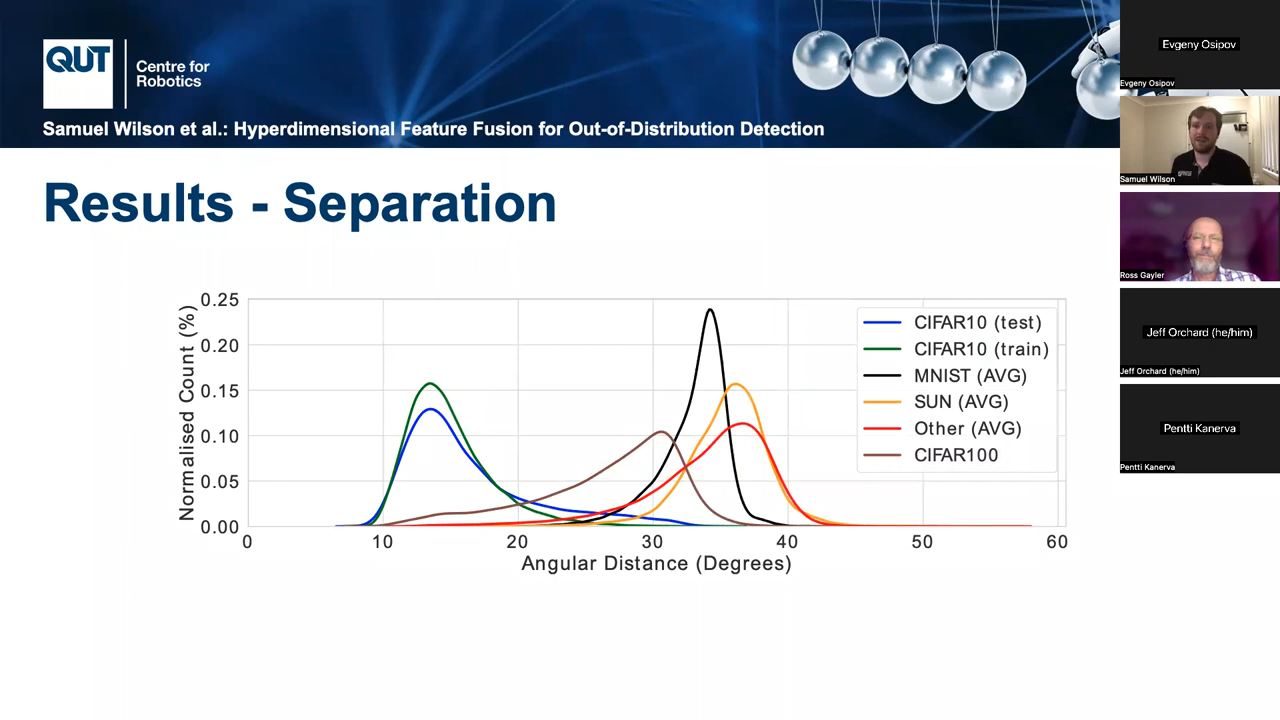 QUT
Centre for
Robotics
Samuel Wilson et al.: Hyperdimensional Feature Fusion for Out-of-Distribution Detection
Results - Separation
Normalised Count (%)
0.25
0.20
0.15
0.10
0.05
0.00
0 10 20 30 40 50 60
Angular Distance (Degrees)
CIFAR10 (test)
CIFAR10 (train)
MNIST (AVG)
SUN (AVG)
Other (AVG)
CIFAR100
Evgeny Osipov
Evgeny Osipov
Samuel Wilson
Ross Gayler
Jeff Orchard (he/him)
Jeff Orchard (he/him)
Pentti Kanerva
Pentti Kanerva